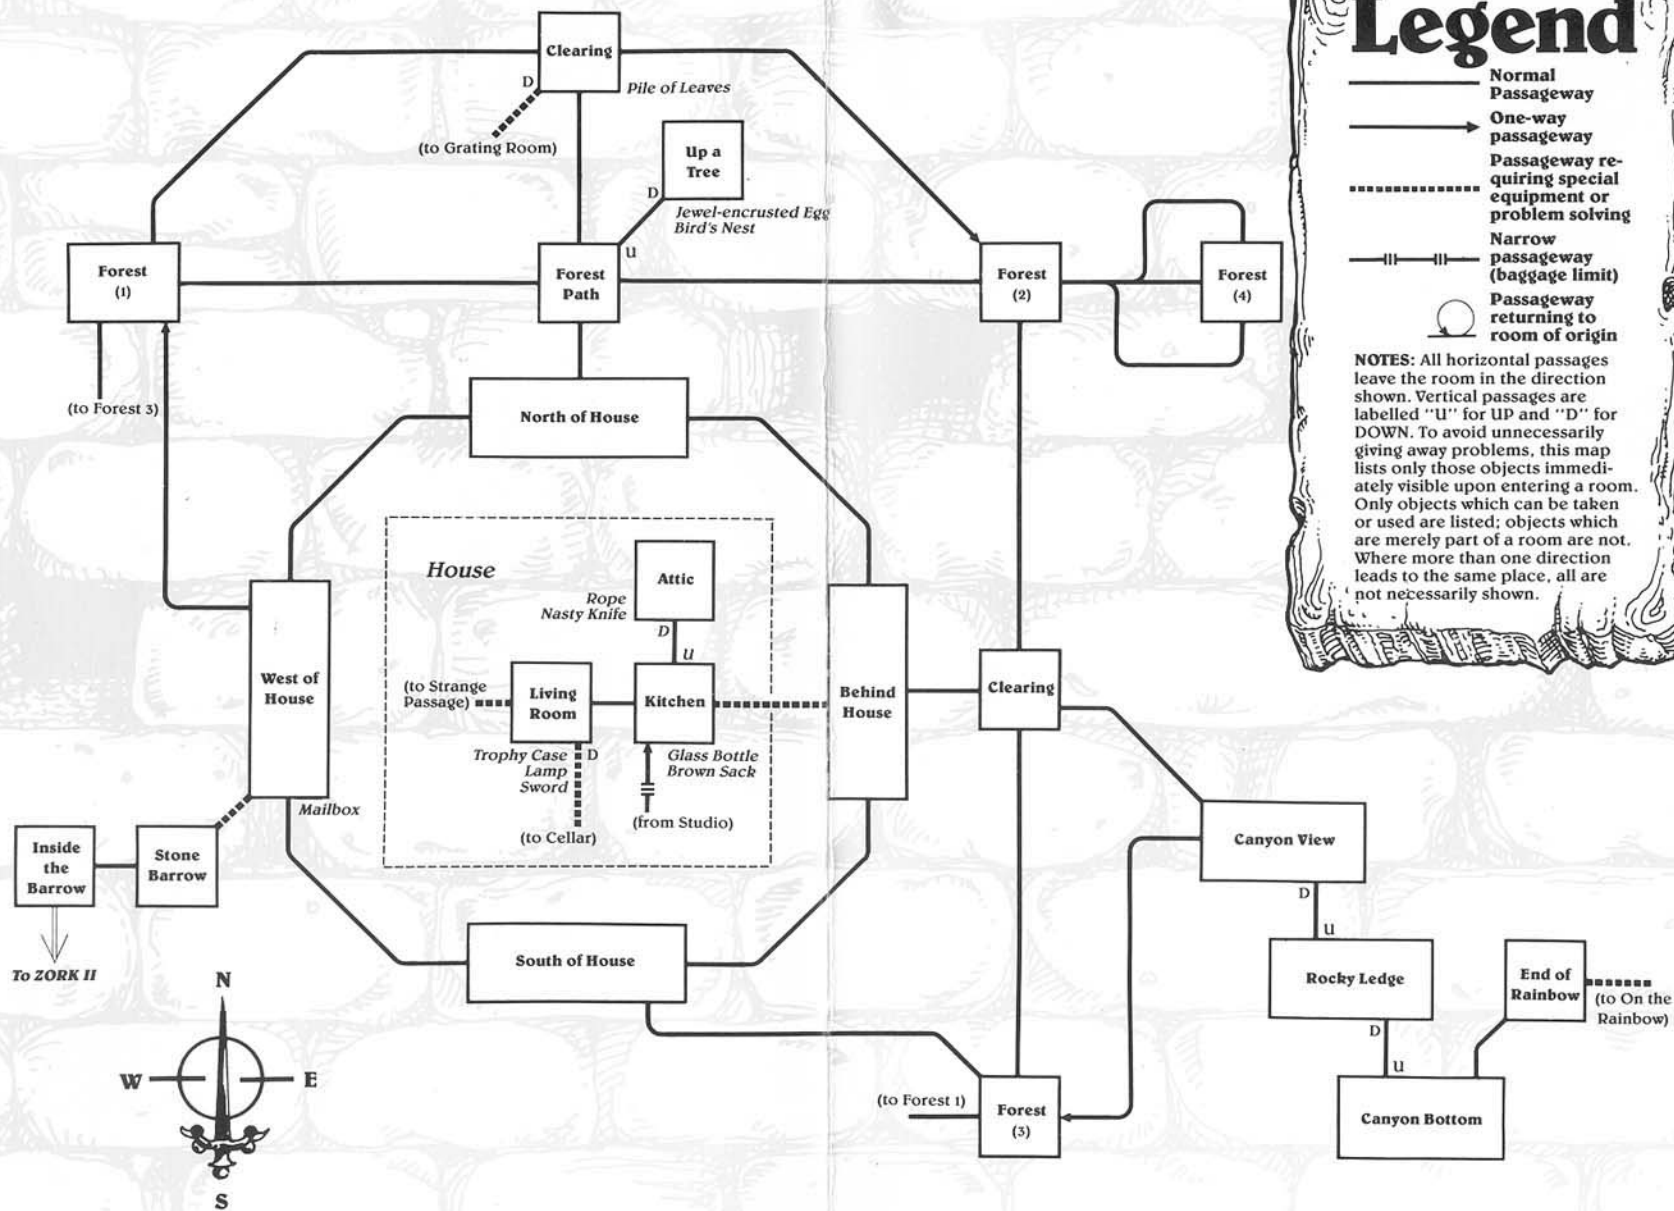 Legend
Normal
Passageway
One-way
passageway
Passageway re-
quiring special
equipment or
problem solving
Narrow
passageway
(baggage limit)
Passageway
returning to
room of origin
NOTES: All horizontal passages
leave the room in the direction
shown. Vertical passages are
labelled "U" for UP and "D" for
DOWN. To avoid unnecessarily
giving away problems, this map
lists only those objects immedi-
ately visible upon entering a room.
Only objects which can be taken
or used are listed; objects which
are merely part of a room are not.
Where more than one direction
leads to the same place, all are
not necessarily shown.
Clearing
D
Pile of Leaves
(to Grating Room)
Up a
Tree
D
Jewel-encrusted Egg
Bird's Nest
U
Forest
(1)
Forest
Path
Forest
(2)
Forest
(4)
(to Forest 3)
North of House
House
Attic
Rope
Nasty Knife
D
U
(to Strange
Passage)
Living
Room
Kitchen
Trophy Case
Lamp
Sword
D
Glass Bottle
Brown Sack
(to Cellar)
(from Studio)
West of
House
Mailbox
Behind
House
Clearing
Inside
the
Barrow
Stone
Barrow
To ZORK II
South of House
Canyon View
D
U
Rocky Ledge
D
U
Canyon Bottom
End of
Rainbow
(to On the
Rainbow)
(to Forest 1)
Forest
(3)
N
W
E
S